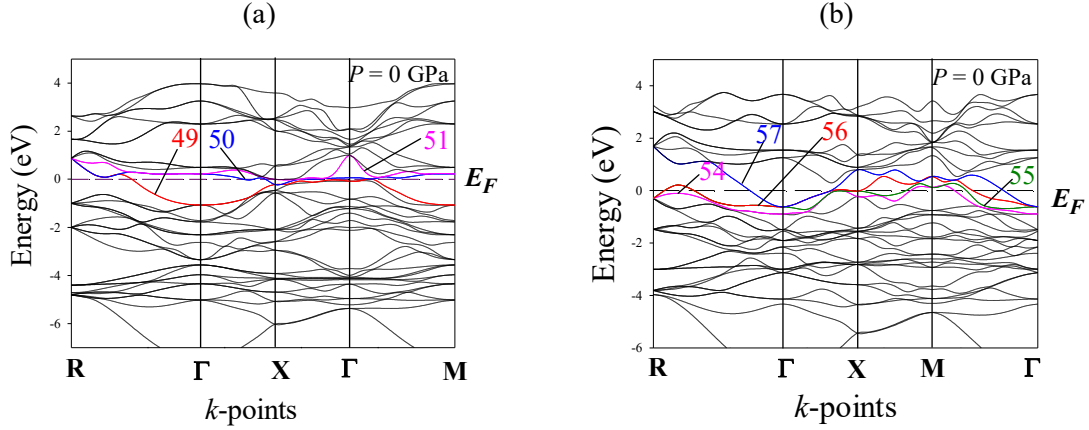 (a)
P = 0 GPa
4
2
0
-2
-4
-6
Energy (eV)
49
50
51
E_F
R Γ X Γ M
k-points
(b)
P = 0 GPa
4
2
0
-2
-4
-6
Energy (eV)
54
57
56
55
E_F
R Γ X M Γ
k-points